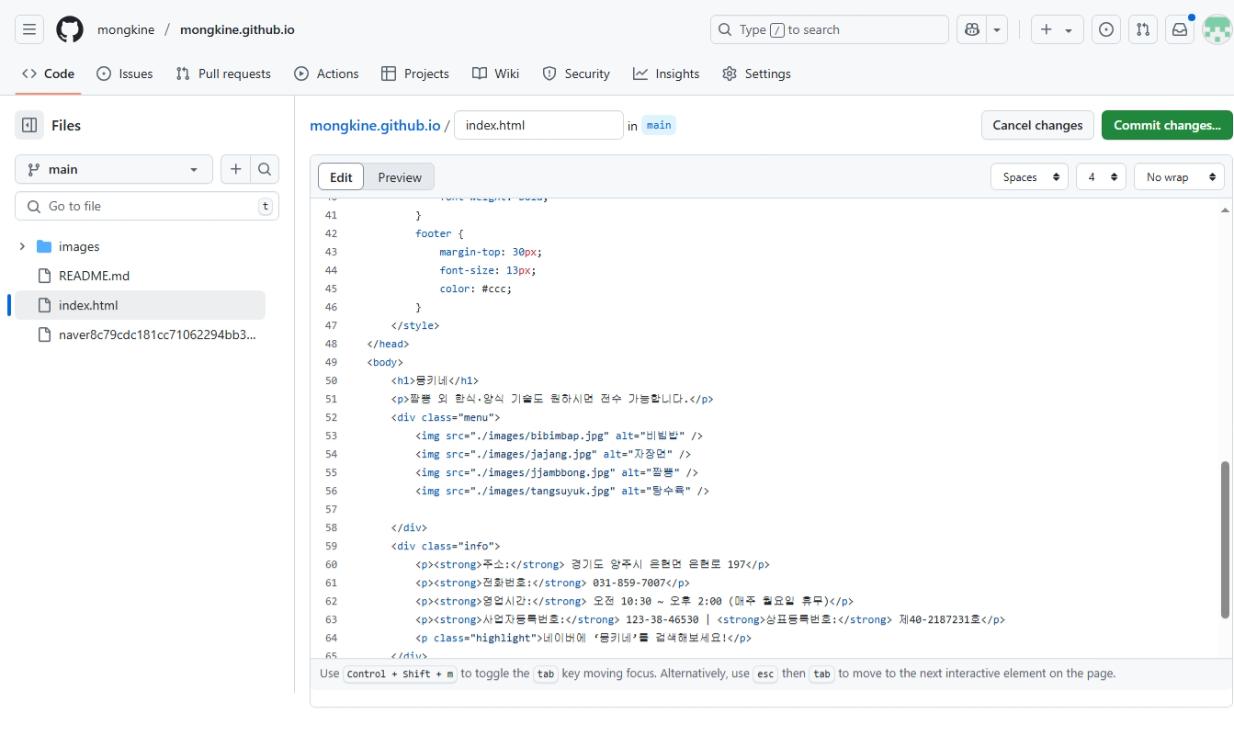 mongkine / mongkine.github.io
Type / to search
Code Issues Pull requests Actions Projects Wiki Security Insights Settings
Files
mongkine.github.io / index.html in main
Cancel changes Commit changes...
main
Edit Preview
Spaces 4 No wrap
Go to file t
images
README.md
index.html
naver8c79cdc181cc71062294bb3...
41 }
42 footer {
43 margin-top: 30px;
44 font-size: 13px;
45 color: #ccc;
46 }
47 </style>
48 </head>
49 <body>
50 <h1>몽키네</h1>
51 <p>짬뽕 외 한식·양식 기술도 원하시면 전수 가능합니다.</p>
52 <div class="menu">
53 <img src="./images/bibimbap.jpg" alt="비빔밥" />
54 <img src="./images/jajang.jpg" alt="자장면" />
55 <img src="./images/jjambbong.jpg" alt="짬뽕" />
56 <img src="./images/tangsuyuk.jpg" alt="탕수육" />
57
58 </div>
59 <div class="info">
60 <p><strong>주소:</strong> 경기도 양주시 은현면 은현로 197</p>
61 <p><strong>전화번호:</strong> 031-859-7007</p>
62 <p><strong>영업시간:</strong> 오전 10:30 ~ 오후 2:00 (매주 월요일 휴무)</p>
63 <p><strong>사업자등록번호:</strong> 123-38-46530 | <strong>상표등록번호:</strong> 제40-2187231호</p>
64 <p class="highlight">네이버에 ‘몽키네’를 검색해보세요!</p>
65 </div>
Use Control + Shift + m to toggle the tab key moving focus. Alternatively, use esc then tab to move to the next interactive element on the page.